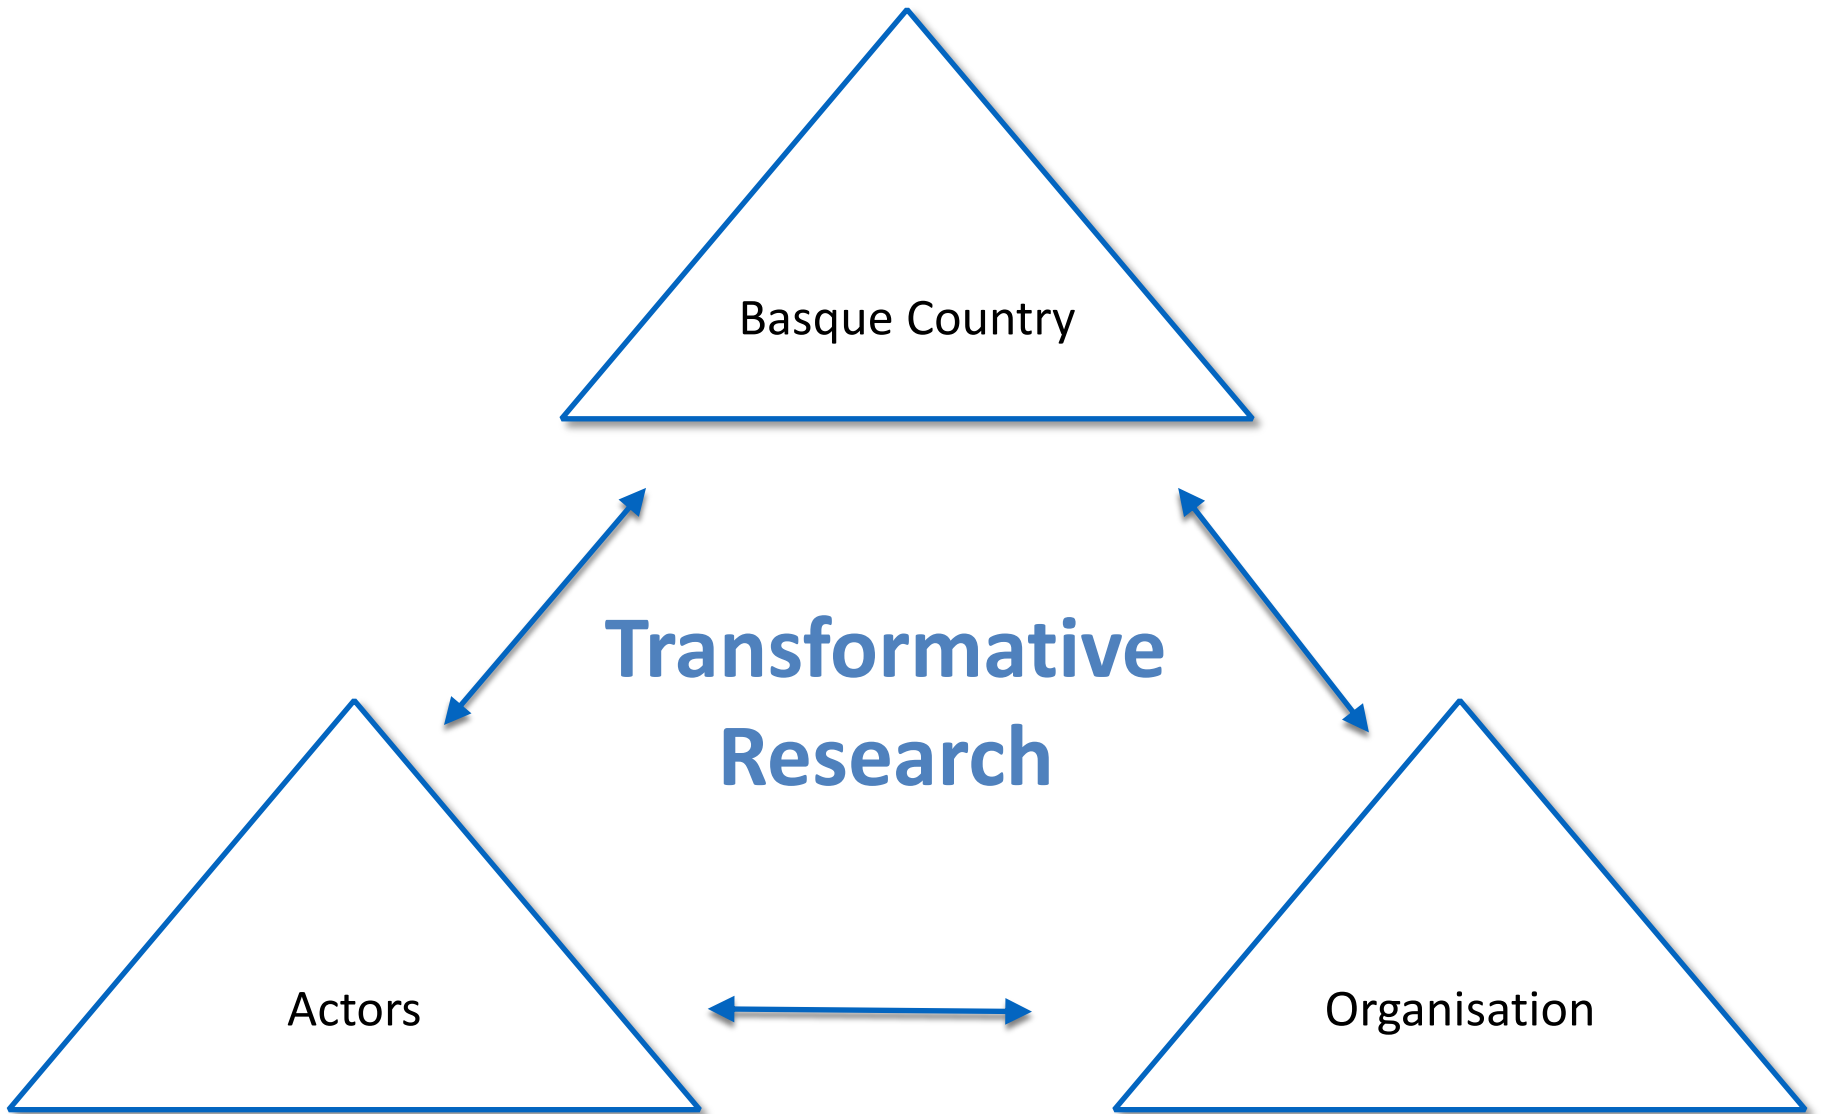 Basque Country
Transformative
Research
Actors
Organisation